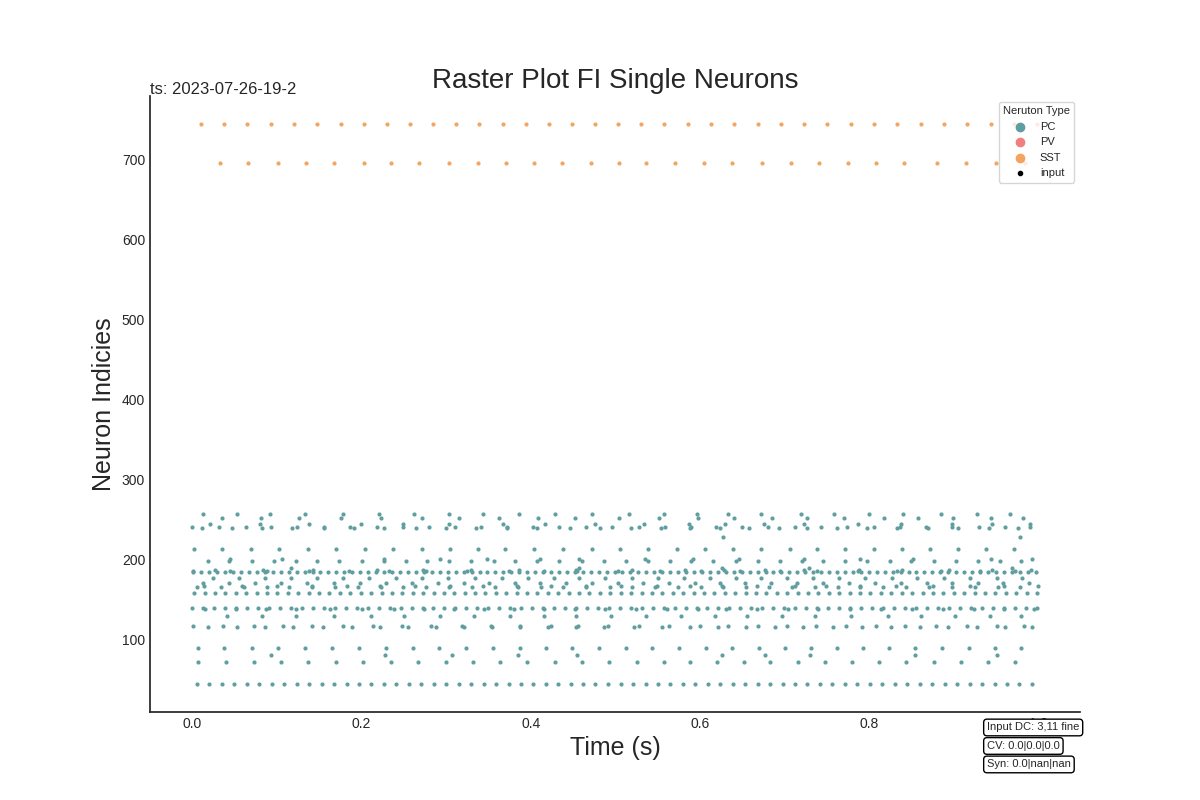 Raster Plot FI Single Neurons
ts: 2023-07-26-19-2
Neruton Type
PC
PV
SST
input
700
600
500
400
300
200
100
Neuron Indicies
0.0 0.2 0.4 0.6 0.8
Time (s)
Input DC: 3,11 fine
CV: 0.0|0.0|0.0
Syn: 0.0|nan|nan